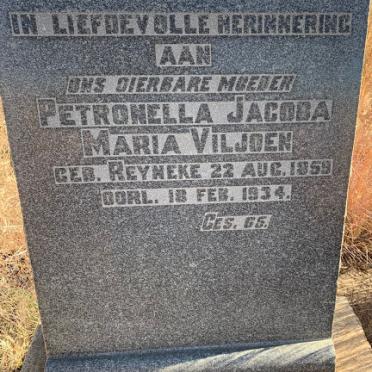 IN LIEFDEVOLLE HERINNERING
AAN
ONS DIERBARE MOEDER
PETRONELLA JACOBA
MARIA VILJOEN
GEB. REYNEKE 22 AUG. 1859
OORL. 18 FEB. 1934.
GES. 66.